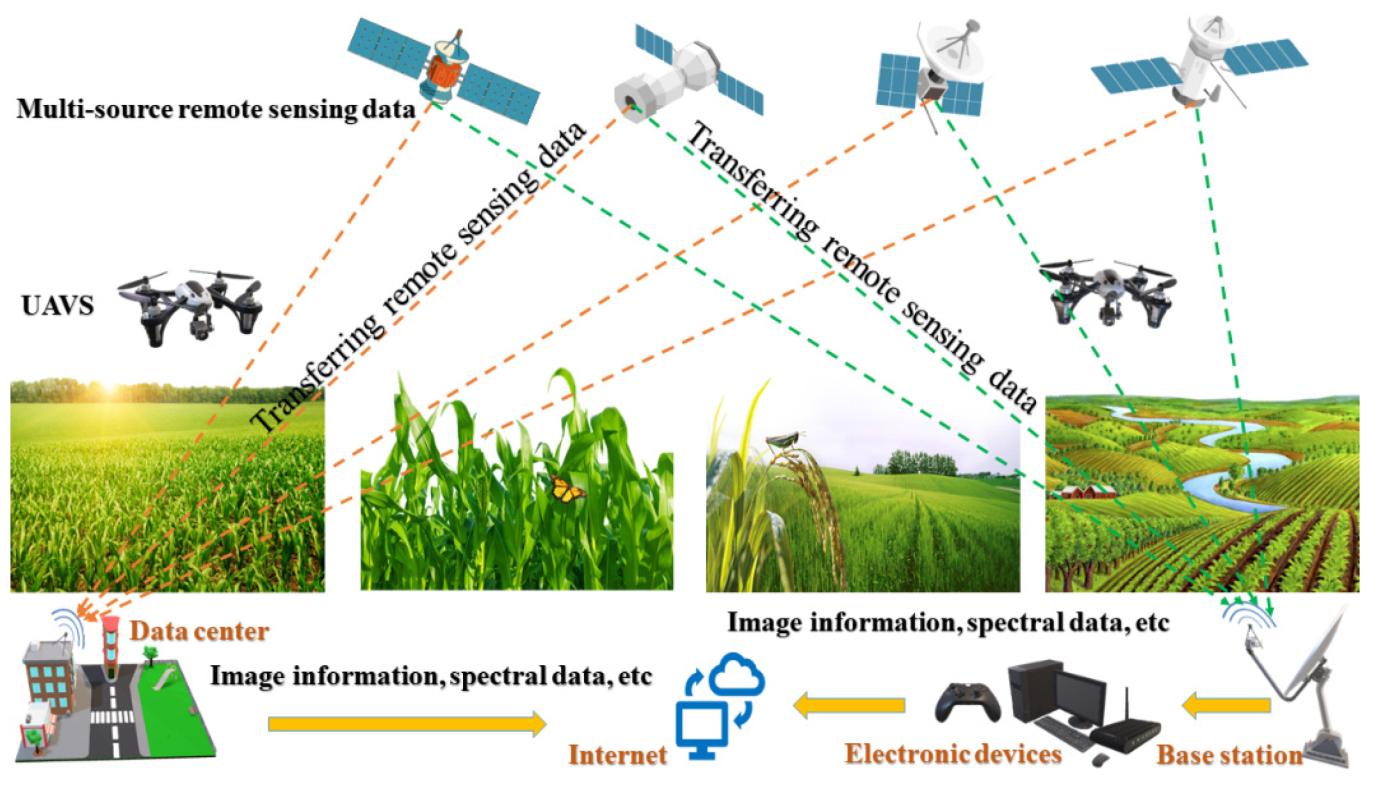 Multi-source remote sensing data
Transferring remote sensing data
Transferring remote sensing data
UAVS
Data center
Image information, spectral data, etc
Image information, spectral data, etc
Internet
Electronic devices
Base station